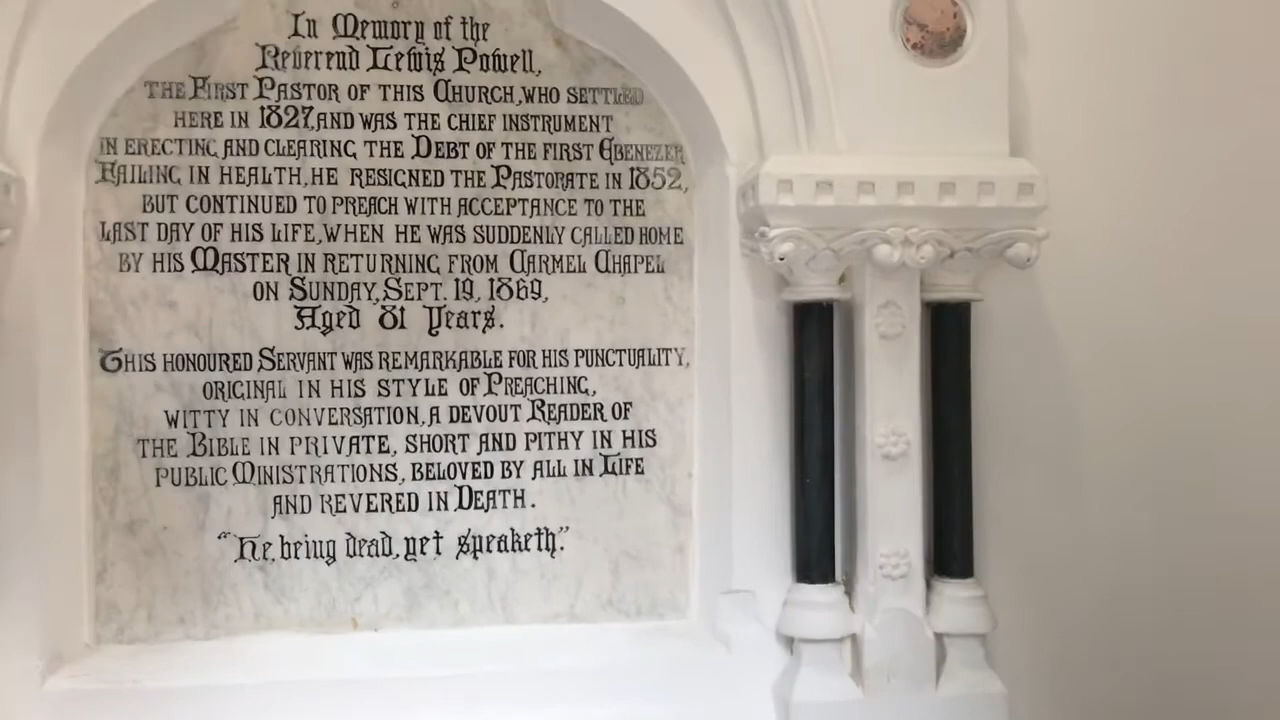 In Memory of the
Reverend Lewis Powell,
THE FIRST PASTOR OF THIS CHURCH, WHO SETTLED
HERE IN 1827, AND WAS THE CHIEF INSTRUMENT
IN ERECTING AND CLEARING THE DEBT OF THE FIRST EBENEZER
FAILING IN HEALTH, HE RESIGNED THE PASTORATE IN 1852,
BUT CONTINUED TO PREACH WITH ACCEPTANCE TO THE
LAST DAY OF HIS LIFE, WHEN HE WAS SUDDENLY CALLED HOME
BY HIS MASTER IN RETURNING FROM CARMEL CHAPEL
ON SUNDAY, SEPT. 19, 1869,
Aged 81 Years.
THIS HONOURED SERVANT WAS REMARKABLE FOR HIS PUNCTUALITY,
ORIGINAL IN HIS STYLE OF PREACHING,
WITTY IN CONVERSATION, A DEVOUT READER OF
THE BIBLE IN PRIVATE, SHORT AND PITHY IN HIS
PUBLIC MINISTRATIONS, BELOVED BY ALL IN LIFE
AND REVERED IN DEATH.
"He, being dead, yet speaketh."